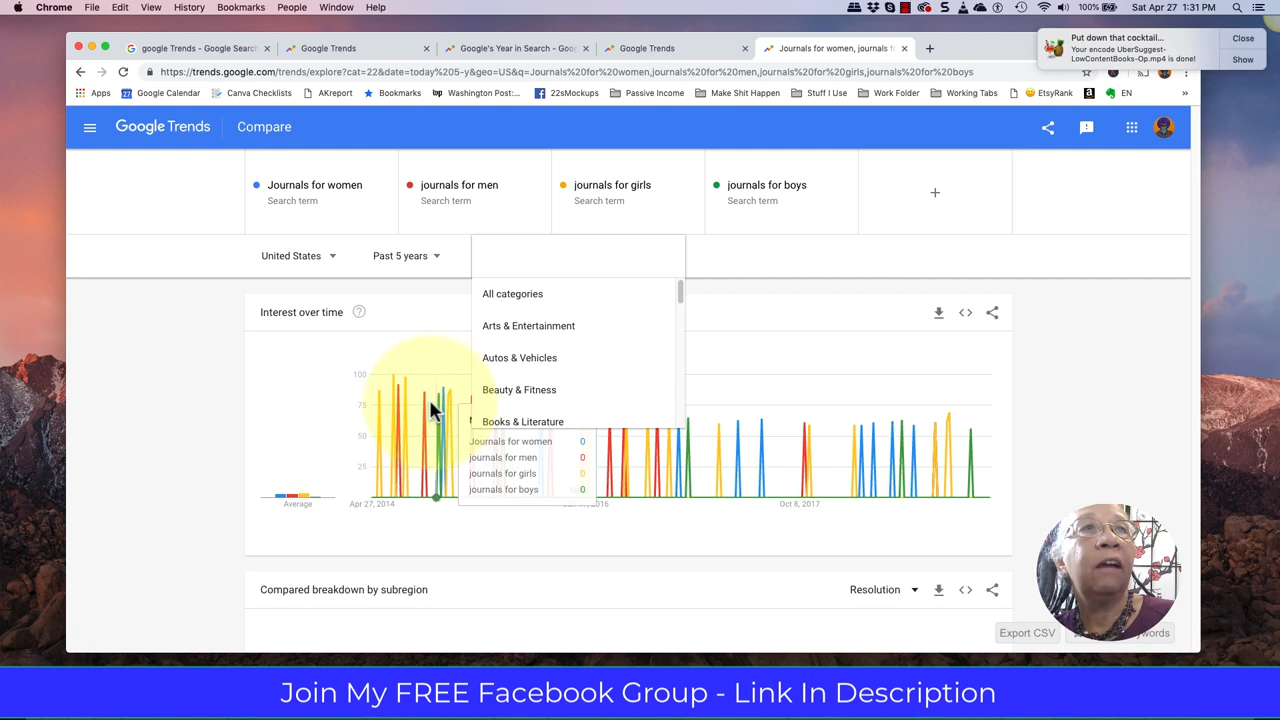 Chrome File Edit View History Bookmarks People Window Help
100% Sat Apr 27 1:31 PM
google Trends - Google Searc
Google Trends
Google's Year in Search - Goog
Google Trends
Journals for women, journals f
Put down that cocktail...
Your encode UberSuggest-
LowContentBooks-Op.mp4 is done!
Close
Show
https://trends.google.com/trends/explore?cat=22&date=today%205-y&geo=US&q=Journals%20for%20women,journals%20for%20men,journals%20for%20girls,journals%20for%20boys
Apps Google Calendar Canva Checklists AKreport Bookmarks Washington Post:... 22sMockups Passive Income Make Shit Happen Stuff I Use Work Folder Working Tabs EtsyRank EN »
Google Trends Compare
Journals for women
Search term
journals for men
Search term
journals for girls
Search term
journals for boys
Search term
+
United States
Past 5 years
All categories
Arts & Entertainment
Autos & Vehicles
Beauty & Fitness
Books & Literature
Interest over time
100
75
50
25
Journals for women 0
journals for men 0
journals for girls 0
journals for boys 0
Average
Apr 27, 2014
Oct 8, 2017
Compared breakdown by subregion
Resolution
Export CSV
Join My FREE Facebook Group - Link In Description